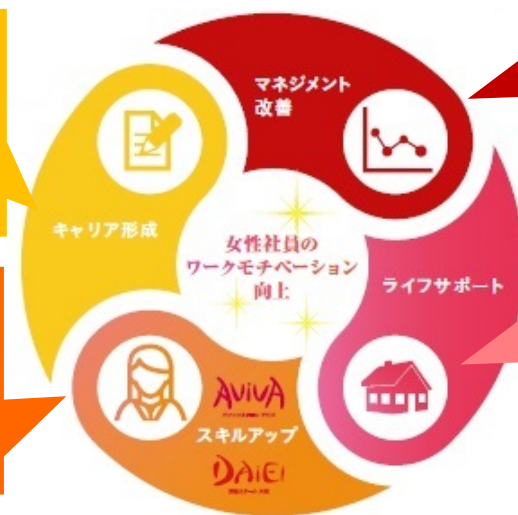 マネジメント
改善
キャリア形成
女性社員の
ワークモチベーション
向上
ライフサポート
AViVA
スキルアップ
DAiEi